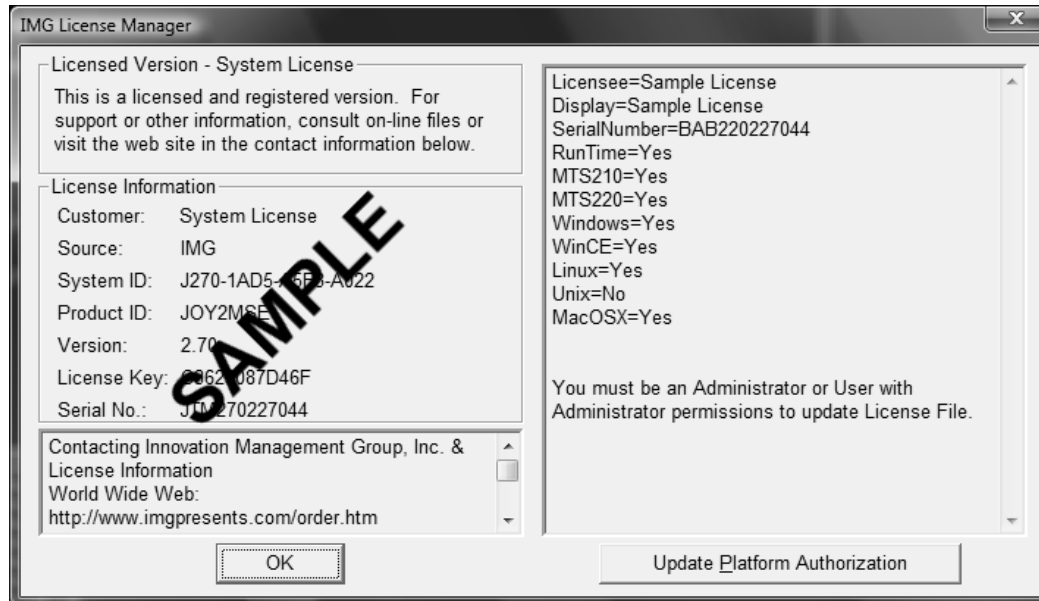 IMG License Manager
Licensed Version - System License
This is a licensed and registered version. For
support or other information, consult on-line files or
visit the web site in the contact information below.
License Information
Customer: System License
Source: IMG
System ID:
Product ID:
Version: 2.70
License Key:
Serial No.:
SAMPLE
Contacting Innovation Management Group, Inc. &
License Information
World Wide Web:
http://www.imgpresents.com/order.htm
OK
Licensee=Sample License
Display=Sample License
SerialNumber=BAB220227044
RunTime=Yes
MTS210=Yes
MTS220=Yes
Windows=Yes
WinCE=Yes
Linux=Yes
Unix=No
MacOSX=Yes
You must be an Administrator or User with
Administrator permissions to update License File.
Update Platform Authorization